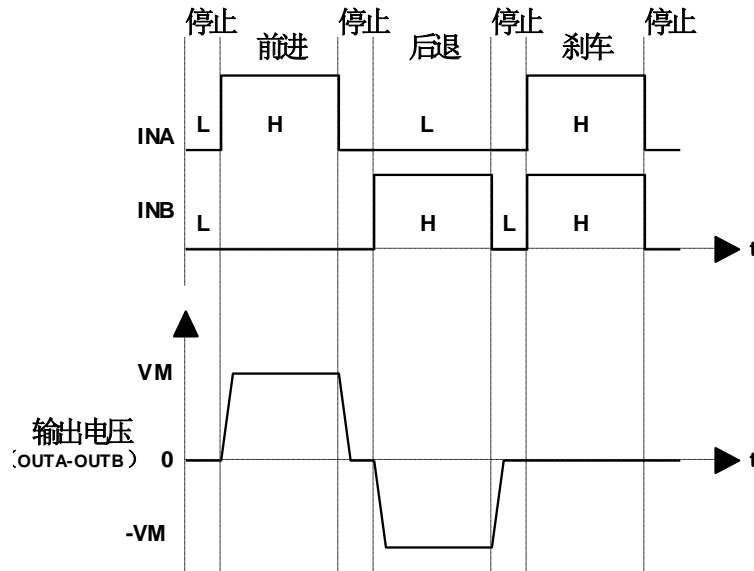 停止 停止 停止 停止
前进 后退 刹车
INA L H L H
INB L H L H
t
VM
输出电压
（OUTA-OUTB） 0 t
-VM